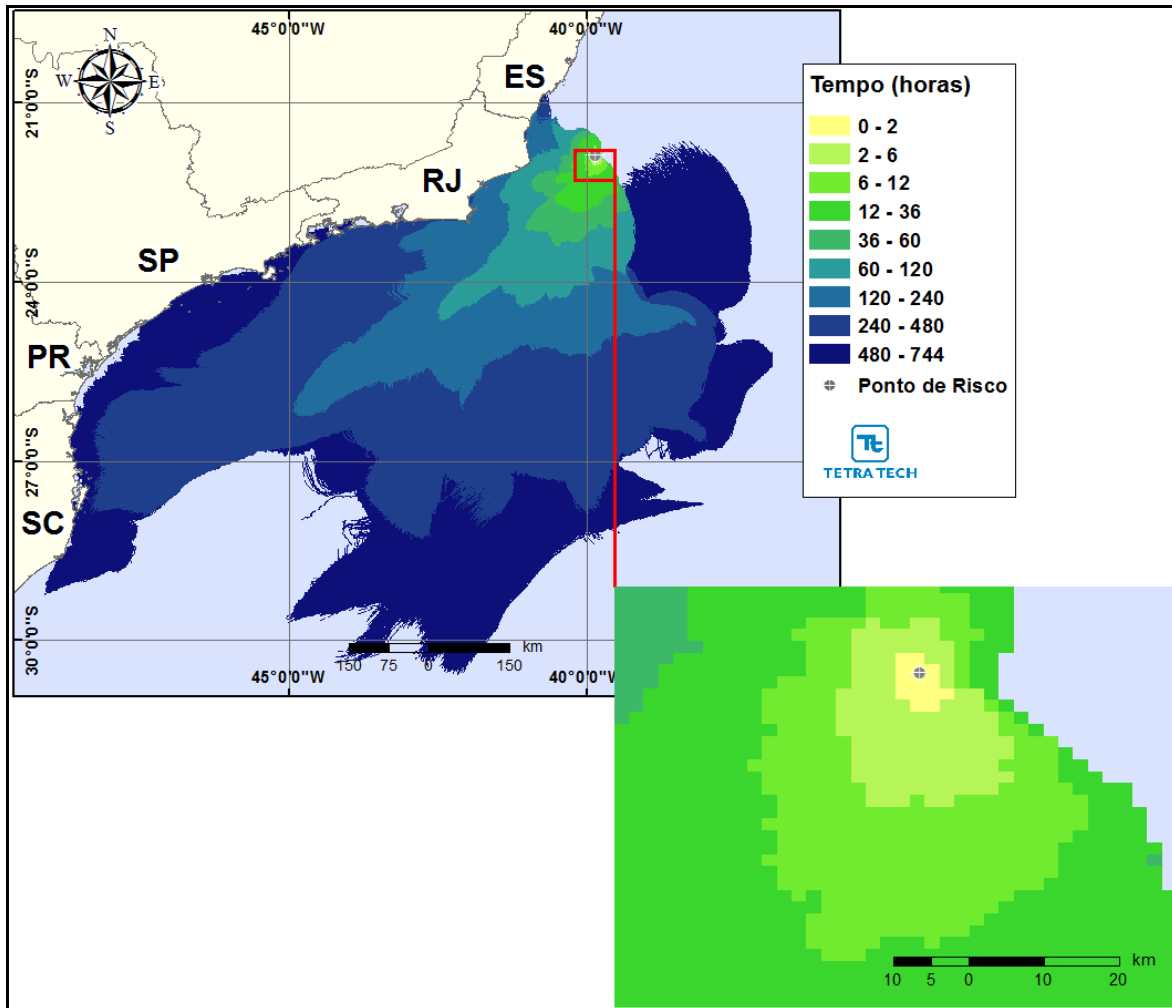 45°0'0"W 40°0'0"W
N
W E
S
ES
21°0'0"S
RJ
SP
24°0'0"S
PR
27°0'0"S
SC
30°0'0"S
150 75 0 150 km
45°0'0"W 40°0'0"W
Tempo (horas)
0 - 2
2 - 6
6 - 12
12 - 36
36 - 60
60 - 120
120 - 240
240 - 480
480 - 744
Ponto de Risco
Tt
TETRA TECH
10 5 0 10 20 km